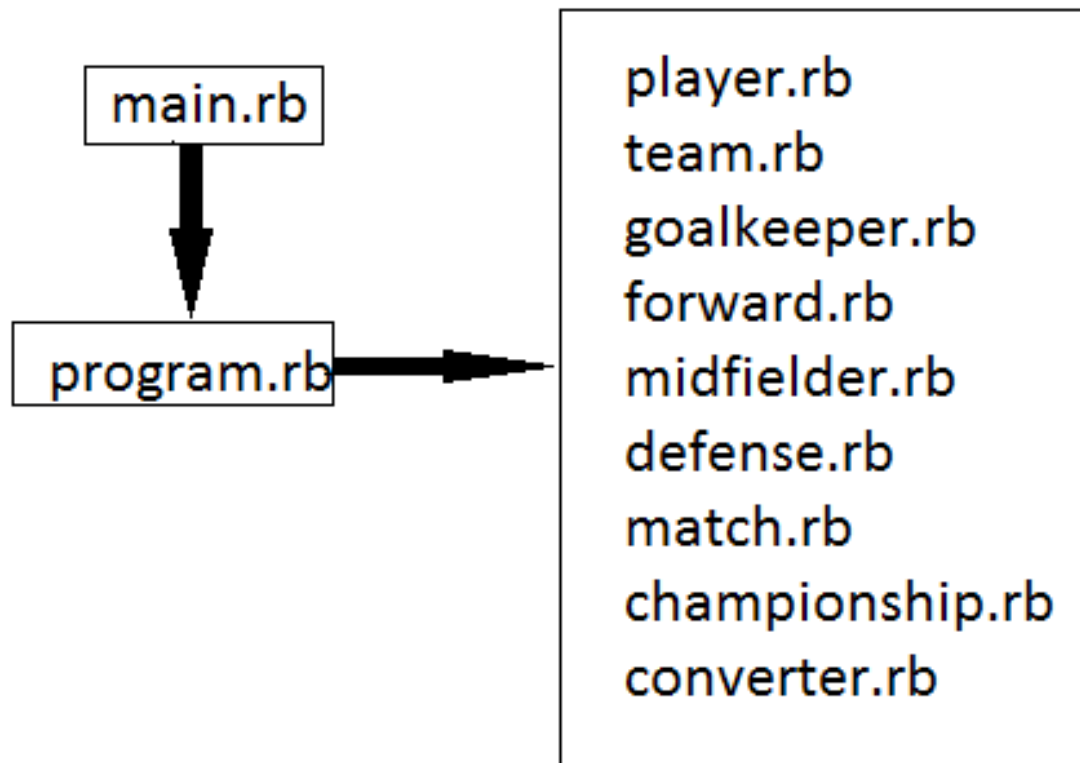 main.rb
program.rb
player.rb
team.rb
goalkeeper.rb
forward.rb
midfielder.rb
defense.rb
match.rb
championship.rb
converter.rb